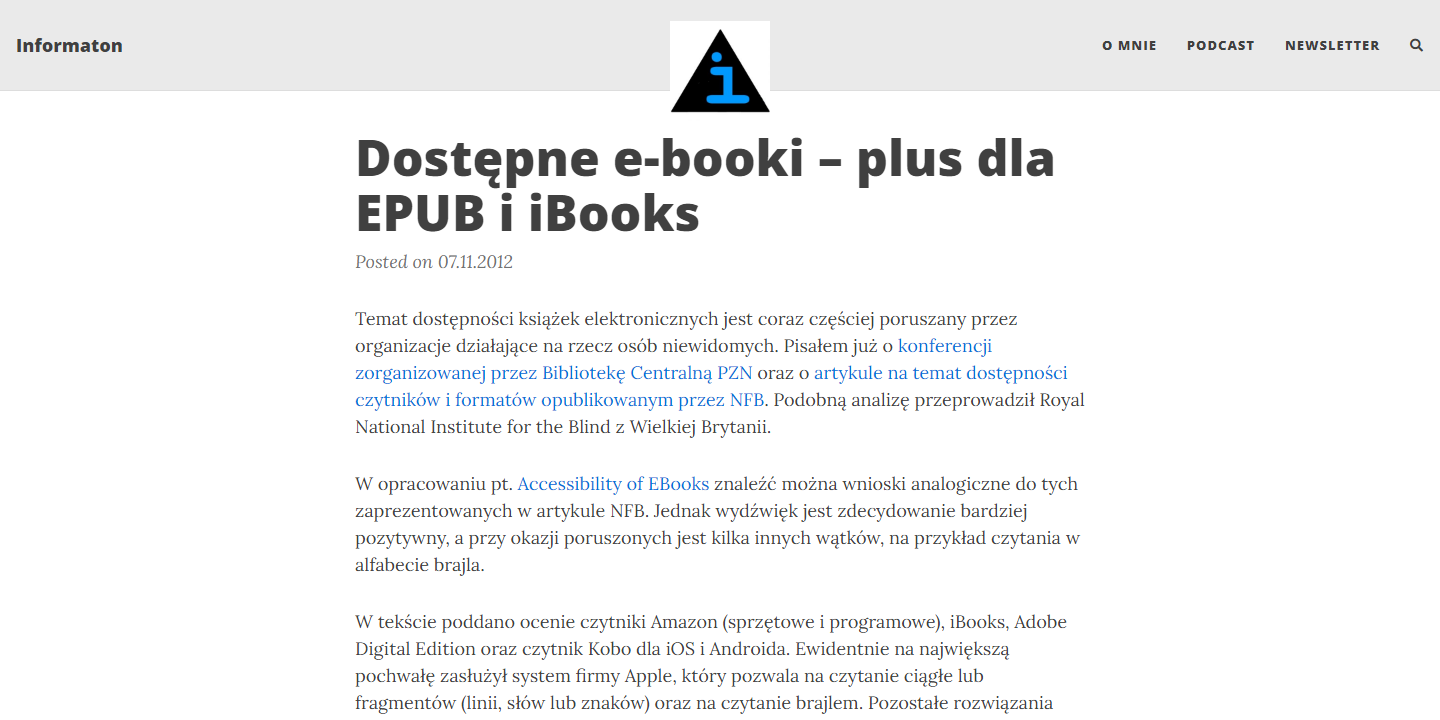 Informaton
i
O MNIE
PODCAST
NEWSLETTER
Dostępne e-booki – plus dla
EPUB i iBooks
Posted on 07.11.2012
Temat dostępności książek elektronicznych jest coraz częściej poruszany przez
organizacje działające na rzecz osób niewidomych. Pisałem już o konferencji
zorganizowanej przez Bibliotekę Centralną PZN oraz o artykule na temat dostępności
czytników i formatów opublikowanym przez NFB. Podobną analizę przeprowadził Royal
National Institute for the Blind z Wielkiej Brytanii.
W opracowaniu pt. Accessibility of EBooks znaleźć można wnioski analogiczne do tych
zaprezentowanych w artykule NFB. Jednak wydźwięk jest zdecydowanie bardziej
pozytywny, a przy okazji poruszonych jest kilka innych wątków, na przykład czytania w
alfabecie brajla.
W tekście poddano ocenie czytniki Amazon (sprzętowe i programowe), iBooks, Adobe
Digital Edition oraz czytnik Kobo dla iOS i Androida. Ewidentnie na największą
pochwałę zasłużył system firmy Apple, który pozwala na czytanie ciągłe lub
fragmentów (linii, słów lub znaków) oraz na czytanie brajlem. Pozostałe rozwiązania